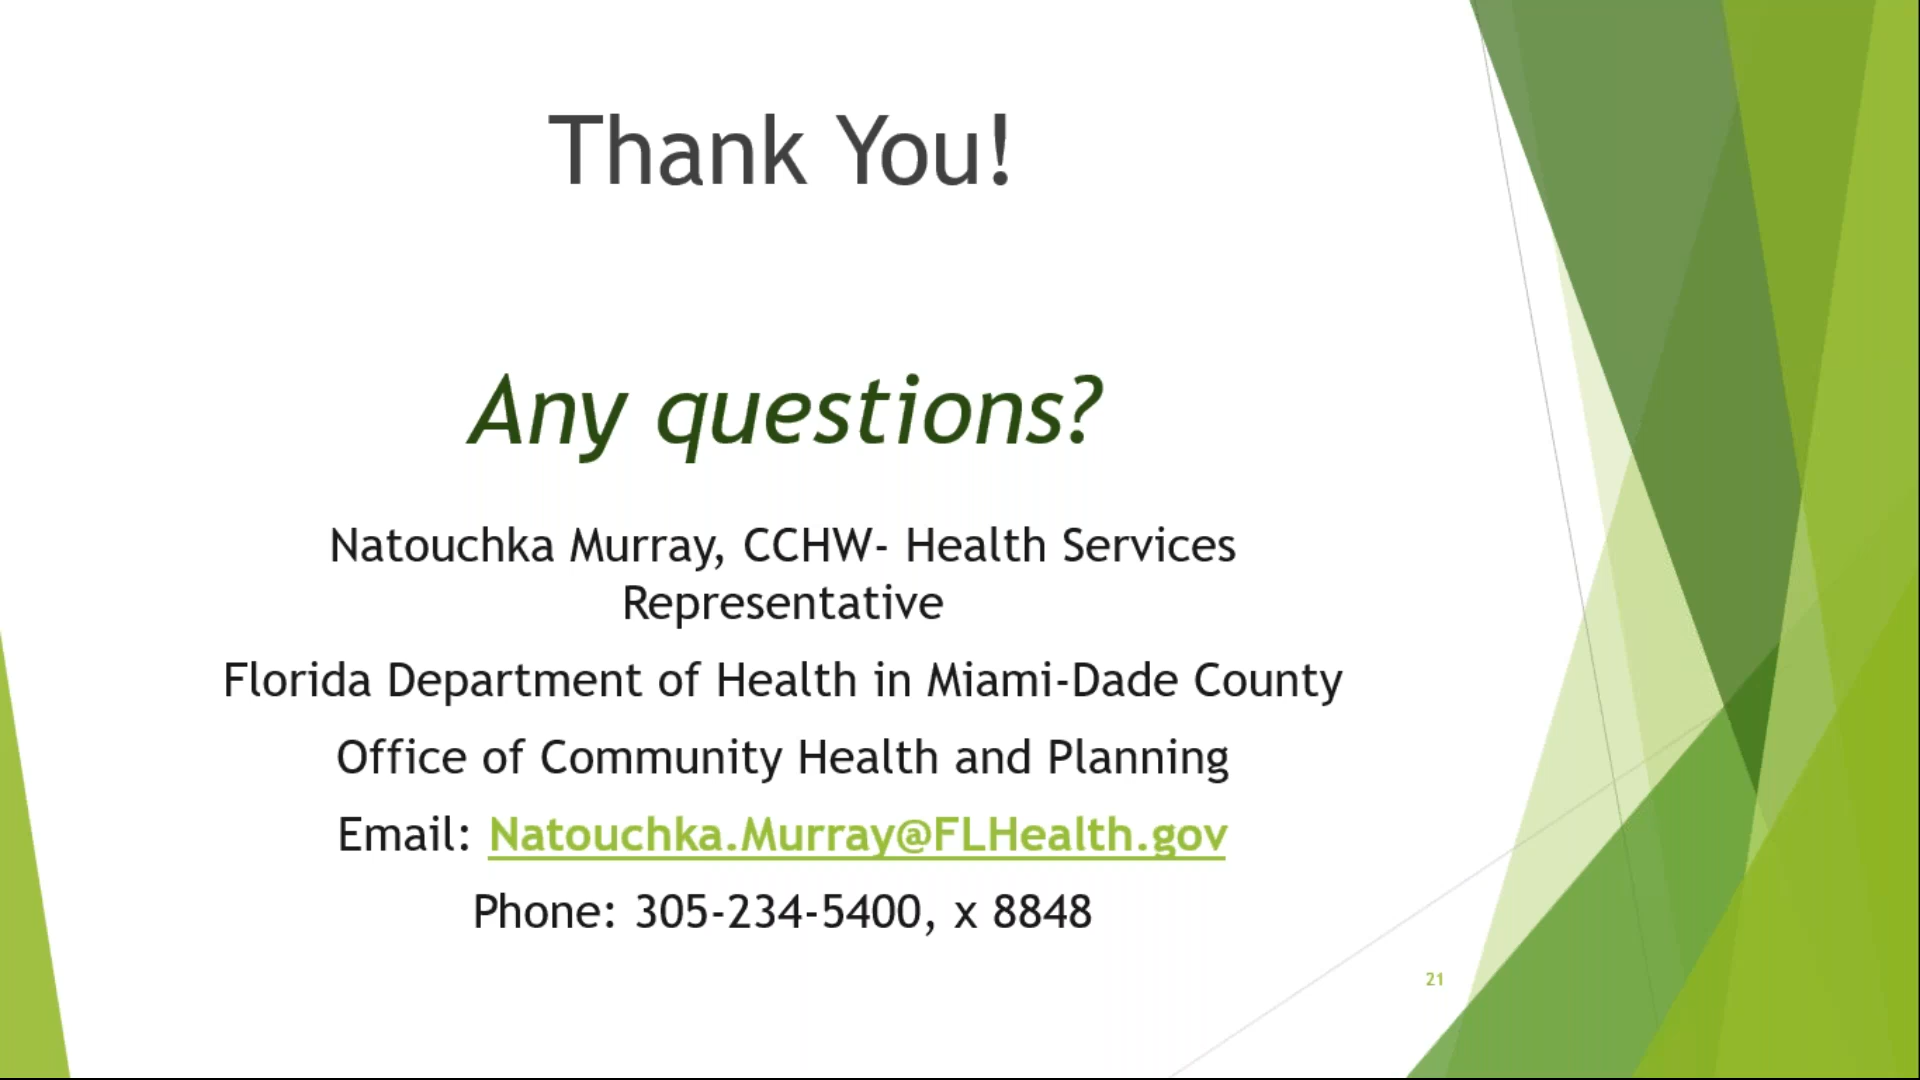 Thank You!
Any questions?
Natouchka Murray, CCHW- Health Services
Representative
Florida Department of Health in Miami-Dade County
Office of Community Health and Planning
Email: Natouchka.Murray@FLHealth.gov
Phone: 305-234-5400, x 8848
21